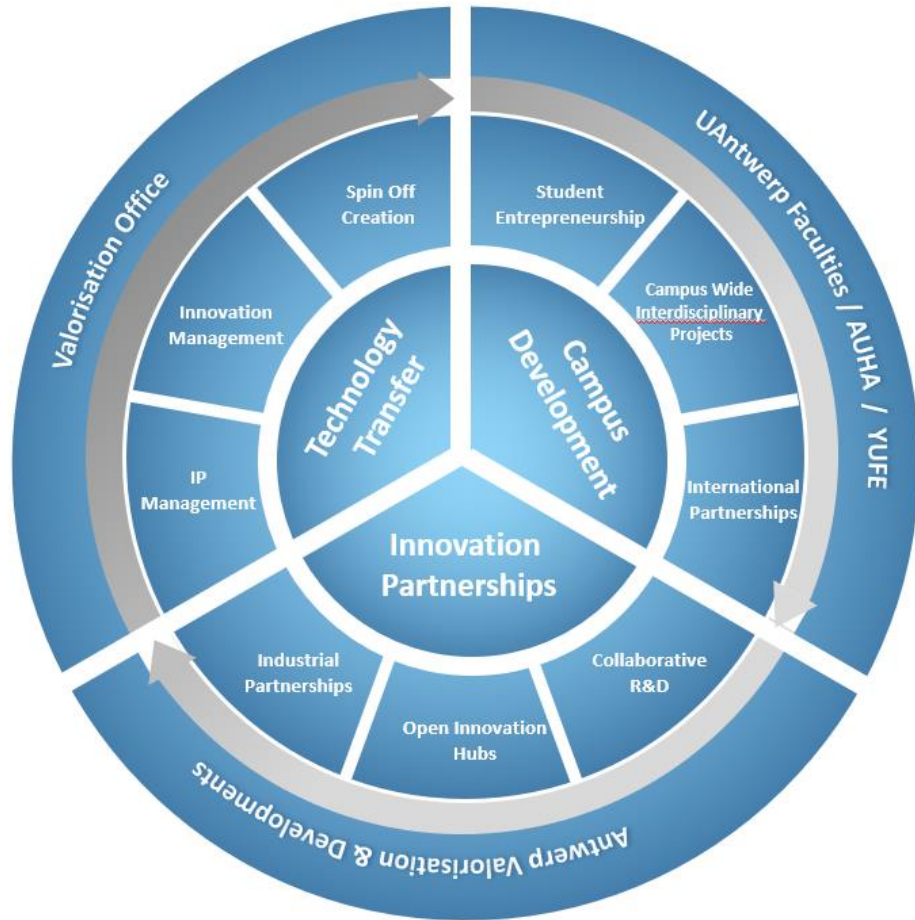 Valorisation Office
UAntwerp Faculties / AUHA / YUFE
Antwerp Valorisation & Developments
Spin Off
Creation
Innovation
Management
IP
Management
Technology
Transfer
Student
Entrepreneurship
Campus Wide
Interdisciplinary
Projects
International
Partnerships
Campus
Development
Innovation
Partnerships
Industrial
Partnerships
Open Innovation
Hubs
Collaborative
R&D